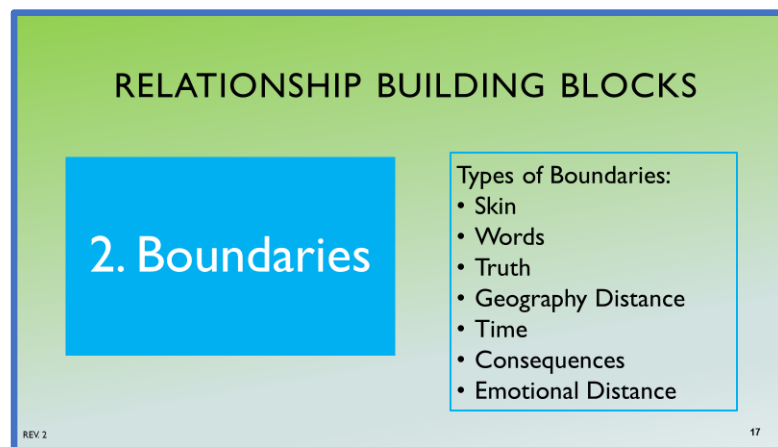 RELATIONSHIP BUILDING BLOCKS
2. Boundaries
Types of Boundaries:
• Skin
• Words
• Truth
• Geography Distance
• Time
• Consequences
• Emotional Distance
REV. 2
17